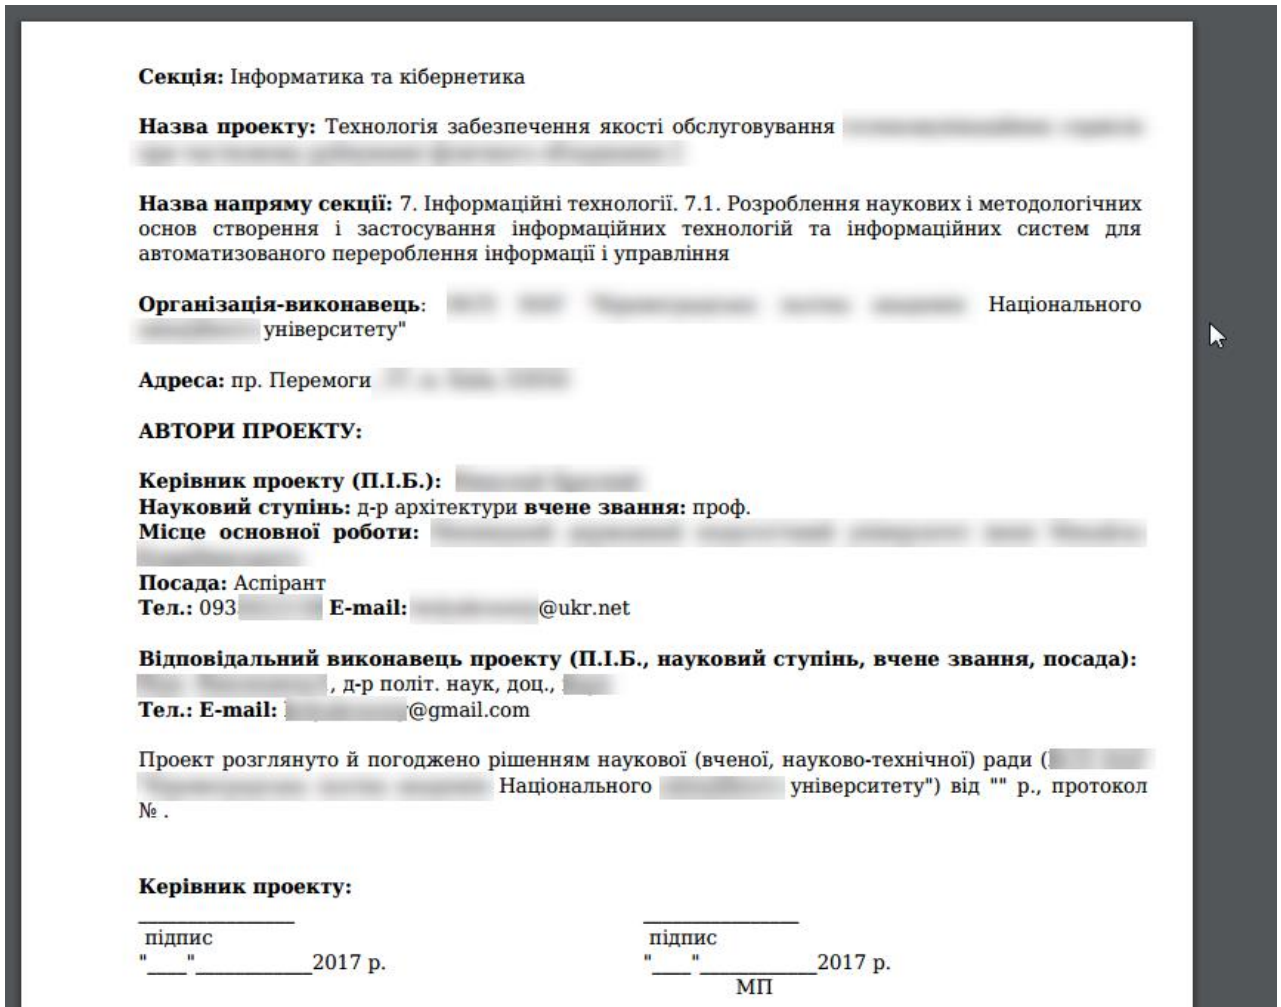 Секція: Інформатика та кібернетика
Назва проекту: Технологія забезпечення якості обслуговування
Назва напряму секції: 7. Інформаційні технології. 7.1. Розроблення наукових і методологічних
основ створення і застосування інформаційних технологій та інформаційних систем для
автоматизованого перероблення інформації і управління
Організація-виконавець: Національного
університету"
Адреса: пр. Перемоги
АВТОРИ ПРОЕКТУ:
Керівник проекту (П.І.Б.):
Науковий ступінь: д-р архітектури вчене звання: проф.
Місце основної роботи:
Посада: Аспірант
Тел.: 093 E-mail: @ukr.net
Відповідальний виконавець проекту (П.І.Б., науковий ступінь, вчене звання, посада):
, д-р політ. наук, доц.,
Тел.: E-mail: @gmail.com
Проект розглянуто й погоджено рішенням наукової (вченої, науково-технічної) ради (
Національного університету") від "" р., протокол
№ .
Керівник проекту:
________________ ________________
підпис підпис
"____"____________2017 р. "____"____________2017 р.
МП